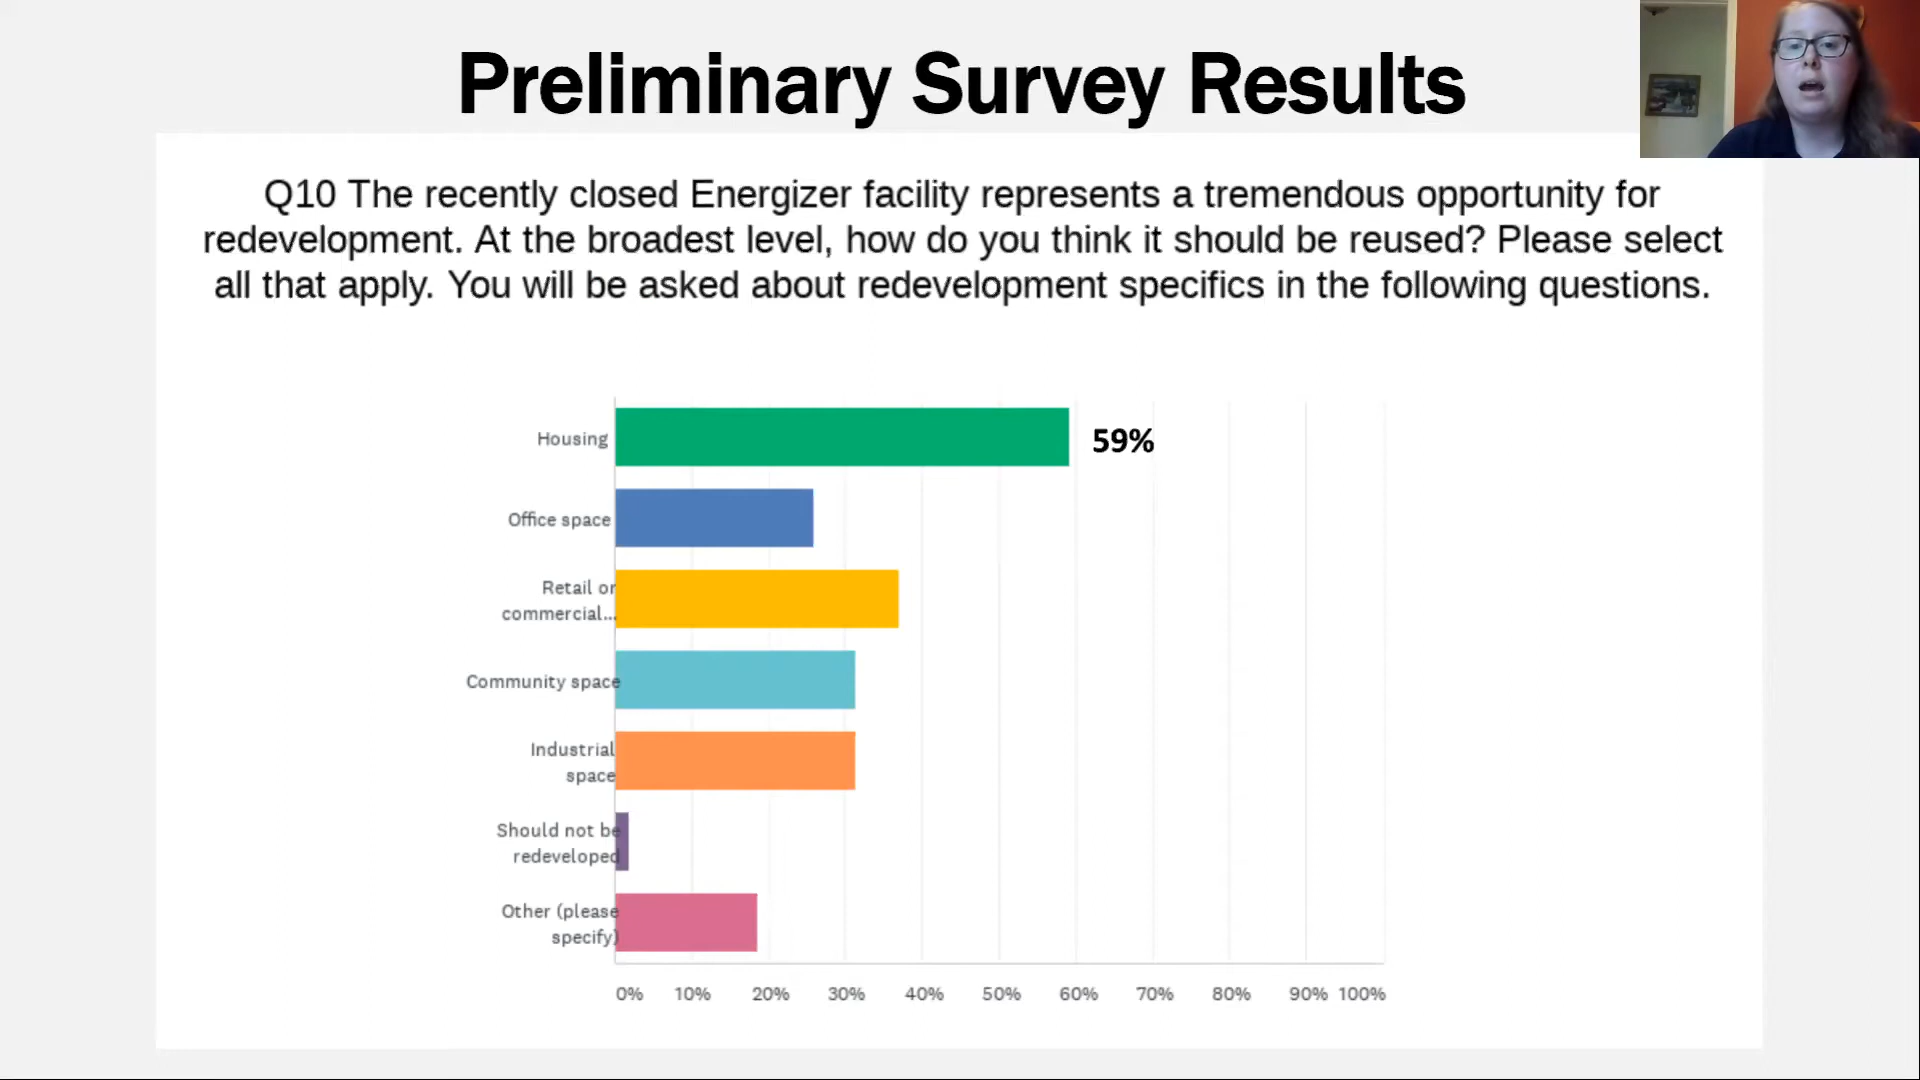 Preliminary Survey Results
Q10 The recently closed Energizer facility represents a tremendous opportunity for
redevelopment. At the broadest level, how do you think it should be reused? Please select
all that apply. You will be asked about redevelopment specifics in the following questions.
Housing
59%
Office space
Retail or
commercial...
Community space
Industrial
space
Should not be
redeveloped
Other (please
specify)
0% 10% 20% 30% 40% 50% 60% 70% 80% 90% 100%